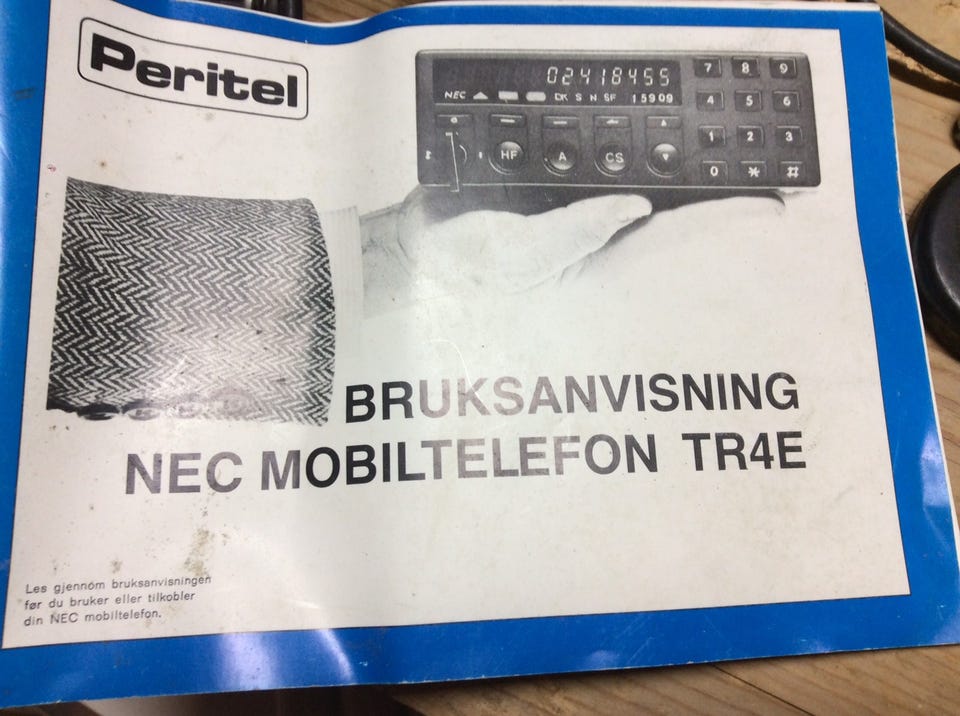 Peritel
02418455
NEC DK S N SF 15909
7 8 9
4 5 6
1 2 3
0 * #
HF A CS
BRUKSANVISNING
NEC MOBILTELEFON TR4E
Les gjennom bruksanvisningen
før du bruker eller tilkobler
din NEC mobiltelefon.